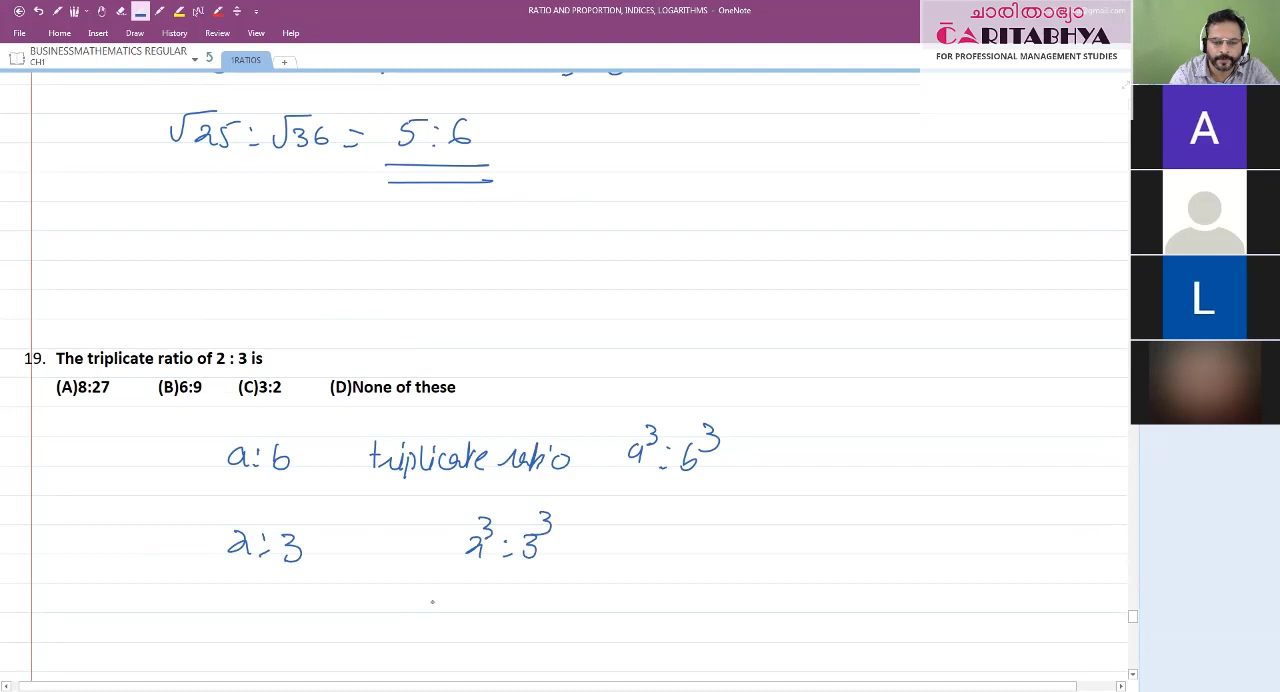 RATIO AND PROPORTION, INDICES, LOGARITHMS - OneNote
File Home Insert Draw History Review View Help
ചാരിതാഭ്യാ
CARITABHYA
FOR PROFESSIONAL MANAGEMENT STUDIES
@gmail.com
BUSINESSMATHEMATICS REGULAR
CH1
5
1RATIOS
√25 : √36 = 5 : 6
19. The triplicate ratio of 2 : 3 is
(A)8:27 (B)6:9 (C)3:2 (D)None of these
a : b triplicate ratio a³ : b³
2 : 3 2³ : 3³
A
L